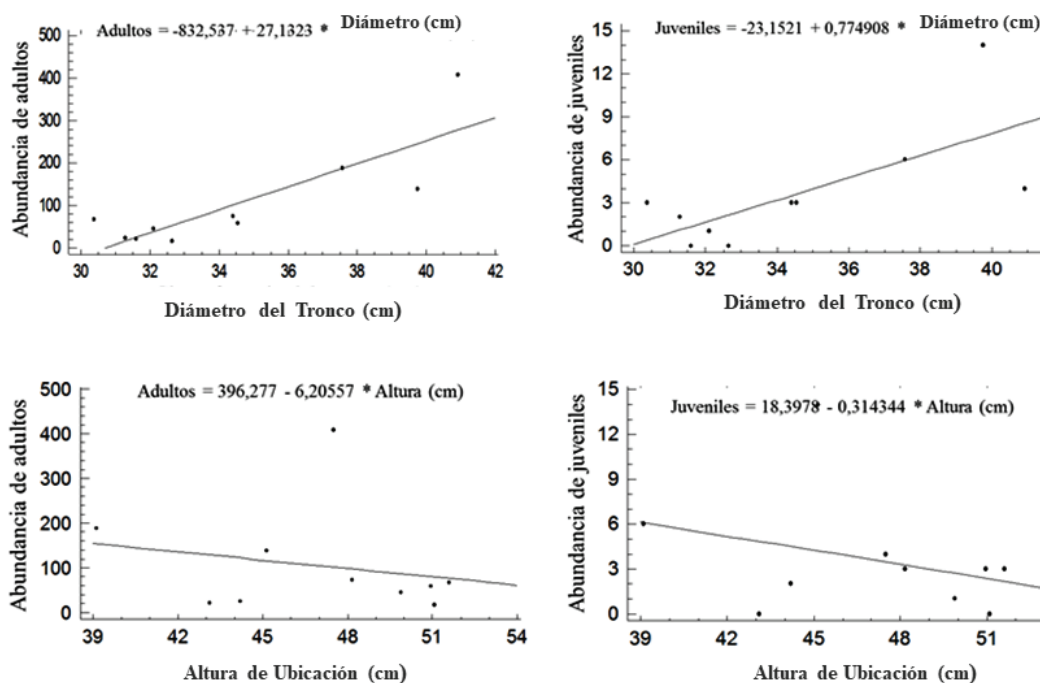 Adultos = -832,537 + 27,1323 * Diámetro (cm)
Abundancia de adultos
500
400
300
200
100
0
30 32 34 36 38 40 42
Diámetro del Tronco (cm)
Juveniles = -23,1521 + 0,774908 * Diámetro (cm)
Abundancia de juveniles
15
12
9
6
3
0
30 32 34 36 38 40
Diámetro del Tronco (cm)
Adultos = 396,277 - 6,20557 * Altura (cm)
Abundancia de adultos
500
400
300
200
100
0
39 42 45 48 51 54
Altura de Ubicación (cm)
Juveniles = 18,3978 - 0,314344 * Altura (cm)
Abundancia de juveniles
15
12
9
6
3
0
39 42 45 48 51
Altura de Ubicación (cm)